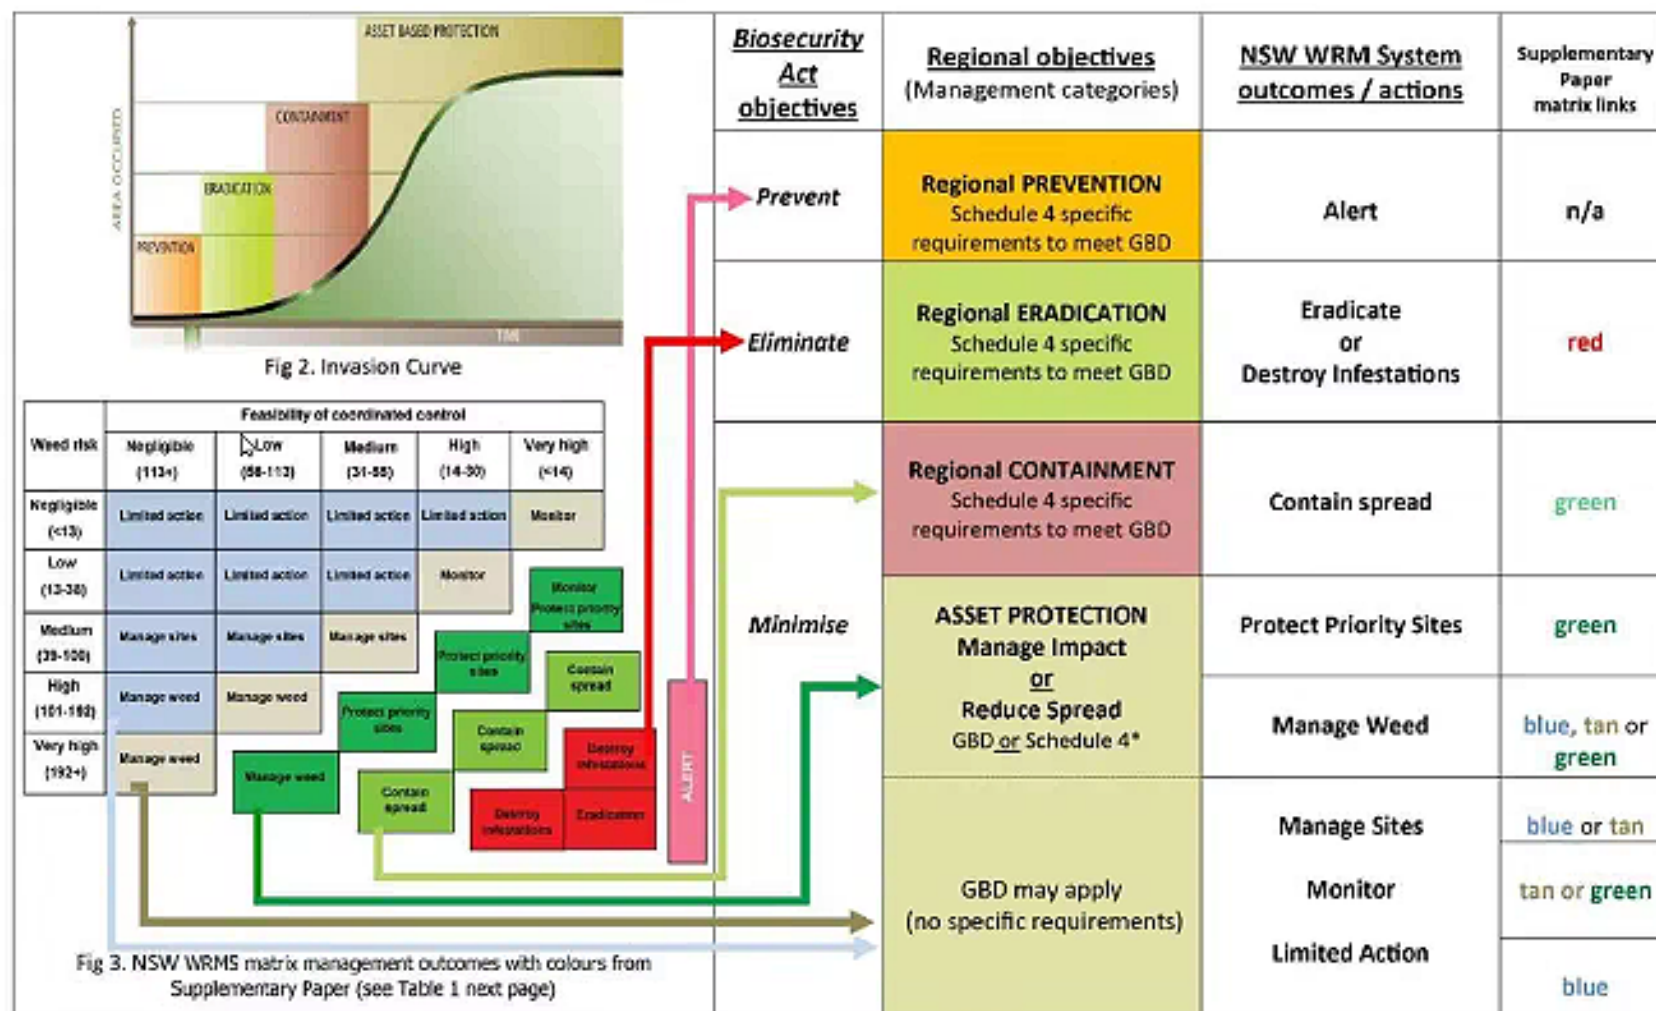 ASSET BASED PROTECTION
CONTAINMENT
ERADICATION
PREVENTION
AREA OCCUPIED
TIME
Fig 2. Invasion Curve
Weed risk
Feasibility of coordinated control
Negligible
(113+)
Low
(56-113)
Medium
(31-55)
High
(14-30)
Very high
(<14)
Negligible
(<13)
Limited action
Limited action
Limited action
Limited action
Monitor
Low
(13-38)
Limited action
Limited action
Limited action
Monitor
Monitor
Protect priority
sites
Medium
(39-100)
Manage sites
Manage sites
Manage sites
Protect priority
sites
Contain
spread
High
(101-192)
Manage weed
Manage weed
Protect priority
sites
Contain
spread
Destroy
infestations
Very high
(192+)
Manage weed
Manage weed
Contain
spread
Destroy
infestations
Eradication
ALERT
Fig 3. NSW WRMS matrix management outcomes with colours from
Supplementary Paper (see Table 1 next page)
Biosecurity
Act
objectives
Regional objectives
(Management categories)
NSW WRM System
outcomes / actions
Supplementary
Paper
matrix links
Prevent
Regional PREVENTION
Schedule 4 specific
requirements to meet GBD
Alert
n/a
Eliminate
Regional ERADICATION
Schedule 4 specific
requirements to meet GBD
Eradicate
or
Destroy Infestations
red
Minimise
Regional CONTAINMENT
Schedule 4 specific
requirements to meet GBD
Contain spread
green
ASSET PROTECTION
Manage Impact
or
Reduce Spread
GBD or Schedule 4*
Protect Priority Sites
green
Manage Weed
blue, tan or
green
GBD may apply
(no specific requirements)
Manage Sites
blue or tan
Monitor
tan or green
Limited Action
blue